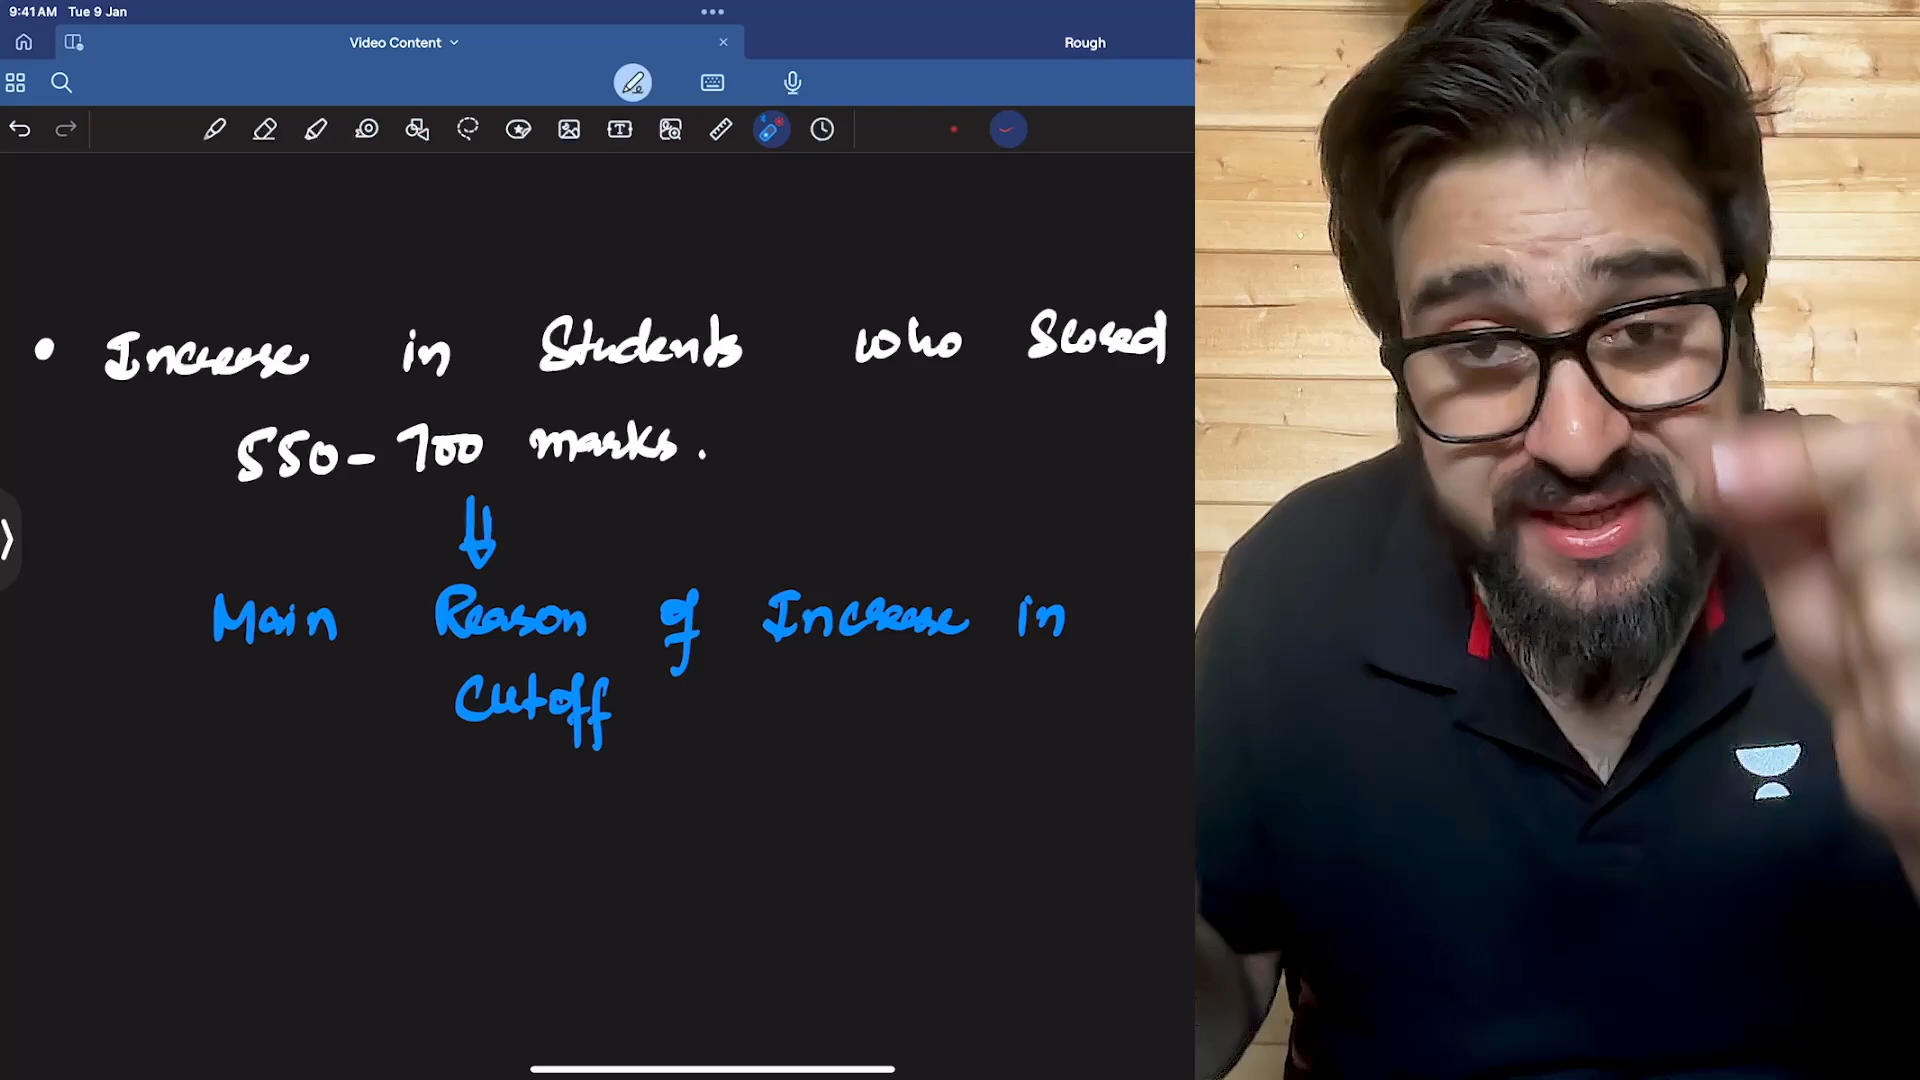 9:41 AM Tue 9 Jan
Video Content
Rough
• Increase in Students who Scored
550-700 marks.
Main Reason of Increase in
Cutoff